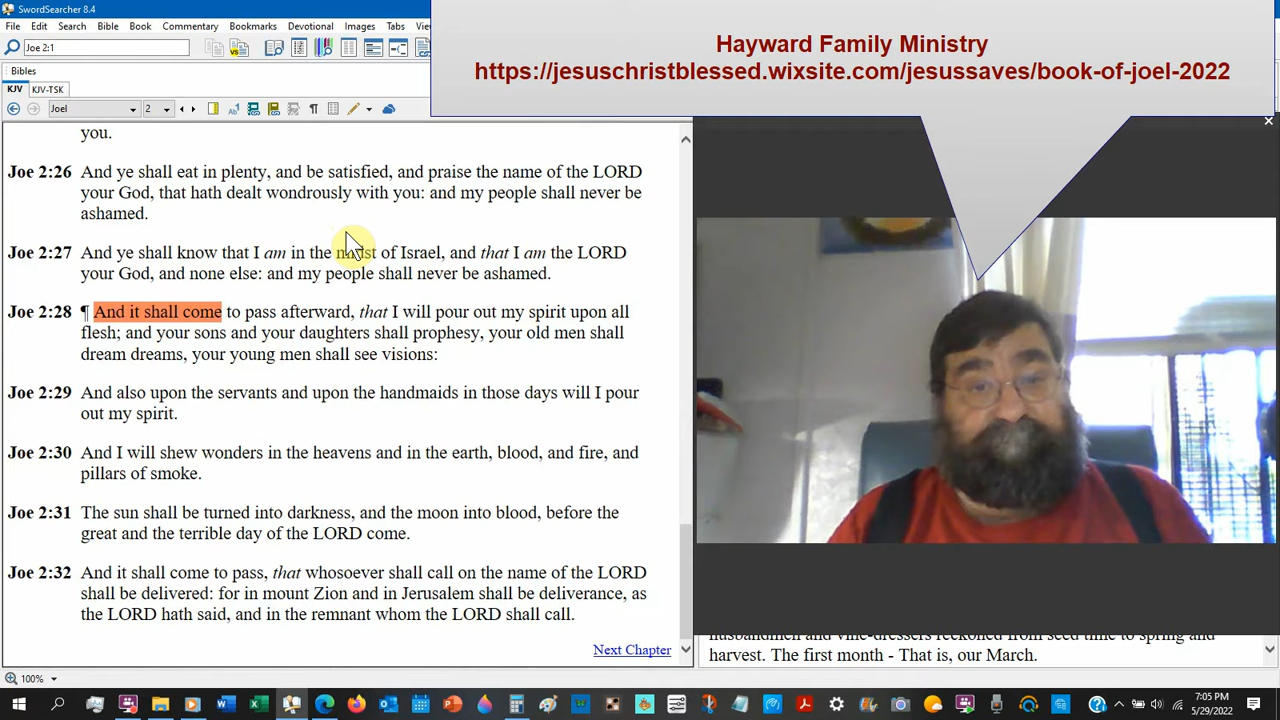 SwordSearcher 8.4
File Edit Search Bible Book Commentary Bookmarks Devotional Images Tabs
Joe 2:1
Hayward Family Ministry
https://jesuschristblessed.wixsite.com/jesussaves/book-of-joel-2022
Bibles
KJV KJV-TSK
Joel 2
you.
Joe 2:26 And ye shall eat in plenty, and be satisfied, and praise the name of the LORD
your God, that hath dealt wondrously with you: and my people shall never be
ashamed.
Joe 2:27 And ye shall know that I am in the midst of Israel, and that I am the LORD
your God, and none else: and my people shall never be ashamed.
Joe 2:28 ¶ And it shall come to pass afterward, that I will pour out my spirit upon all
flesh; and your sons and your daughters shall prophesy, your old men shall
dream dreams, your young men shall see visions:
Joe 2:29 And also upon the servants and upon the handmaids in those days will I pour
out my spirit.
Joe 2:30 And I will shew wonders in the heavens and in the earth, blood, and fire, and
pillars of smoke.
Joe 2:31 The sun shall be turned into darkness, and the moon into blood, before the
great and the terrible day of the LORD come.
Joe 2:32 And it shall come to pass, that whosoever shall call on the name of the LORD
shall be delivered: for in mount Zion and in Jerusalem shall be deliverance, as
the LORD hath said, and in the remnant whom the LORD shall call.
Next Chapter
husbandmen and vine-dressers reckoned from seed time to spring and
harvest. The first month - That is, our March.
100%
7:05 PM
5/29/2022